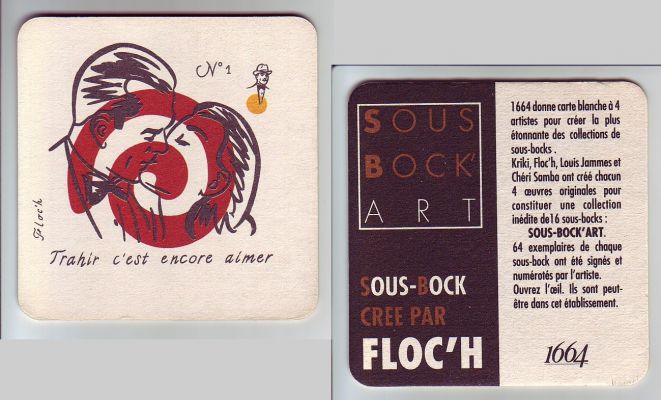 N° 1
Floc'h
Trahir c'est encore aimer
SOUS
BOCK'
ART
SOUS-BOCK
CREE PAR
FLOC'H
1664 donne carte blanche à 4
artistes pour créer la plus
étonnante des collections de
sous-bocks .
Kriki, Floc'h, Louis Jammes et
Chéri Samba ont créé chacun
4 œuvres originales pour
constituer une collection
inédite de 16 sous-bocks :
SOUS-BOCK'ART.
64 exemplaires de chaque
sous-bock ont été signés et
numérotés par l'artiste.
Ouvrez l'œil. Ils sont peut-
être dans cet établissement.
1664